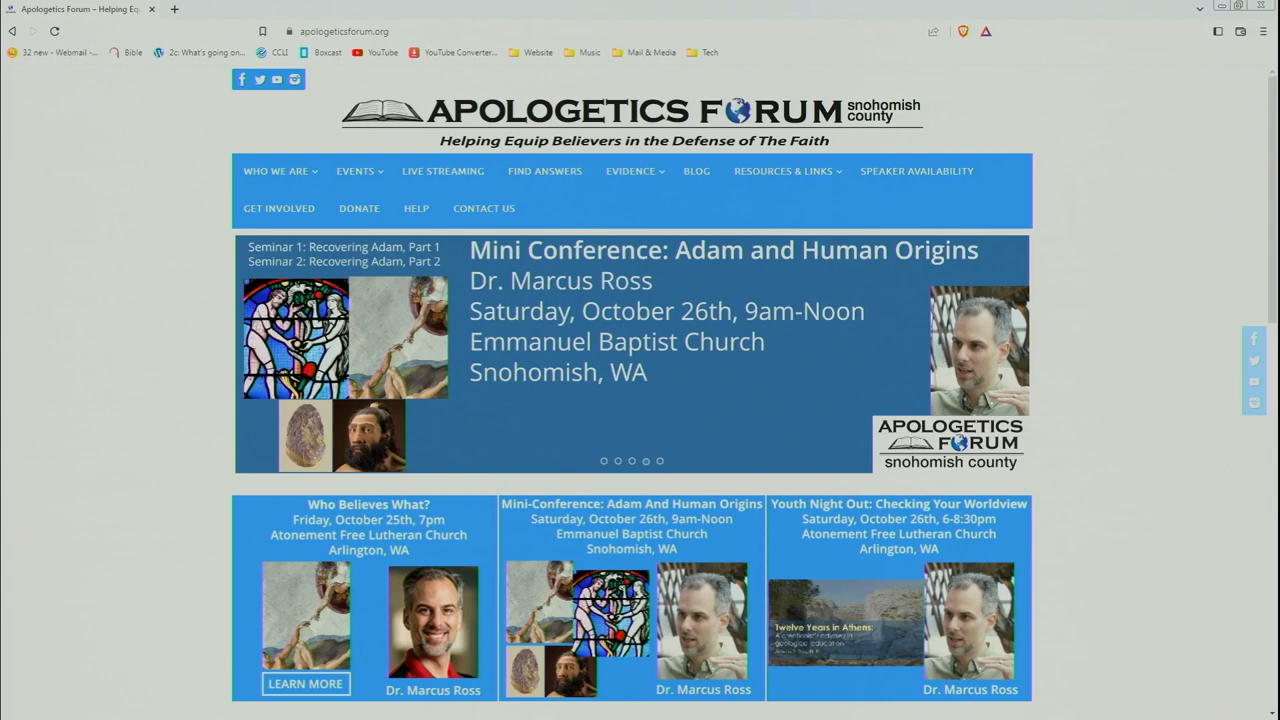 Apologetics Forum – Helping Eq
apologeticsforum.org
32 new - Webmail -...
Bible
2c: What's going on...
CCLI
Boxcast
YouTube
YouTube Converter...
Website
Music
Mail & Media
Tech
APOLOGETICS FORUM snohomish county
Helping Equip Believers in the Defense of The Faith
WHO WE ARE
EVENTS
LIVE STREAMING
FIND ANSWERS
EVIDENCE
BLOG
RESOURCES & LINKS
SPEAKER AVAILABILITY
GET INVOLVED
DONATE
HELP
CONTACT US
Seminar 1: Recovering Adam, Part 1
Seminar 2: Recovering Adam, Part 2
Mini Conference: Adam and Human Origins
Dr. Marcus Ross
Saturday, October 26th, 9am-Noon
Emmanuel Baptist Church
Snohomish, WA
APOLOGETICS
FORUM
snohomish county
Who Believes What?
Friday, October 25th, 7pm
Atonement Free Lutheran Church
Arlington, WA
LEARN MORE
Dr. Marcus Ross
Mini-Conference: Adam And Human Origins
Saturday, October 26th, 9am-Noon
Emmanuel Baptist Church
Snohomish, WA
Dr. Marcus Ross
Youth Night Out: Checking Your Worldview
Saturday, October 26th, 6-8:30pm
Atonement Free Lutheran Church
Arlington, WA
Twelve Years in Athens:
A creationist's odyssey in
geological education
Dr. Marcus Ross